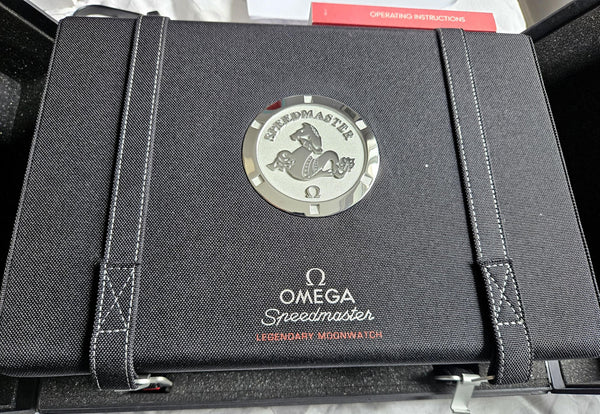 OPERATING INSTRUCTIONS
SPEEDMASTER
Ω
Ω
OMEGA
Speedmaster
LEGENDARY MOONWATCH